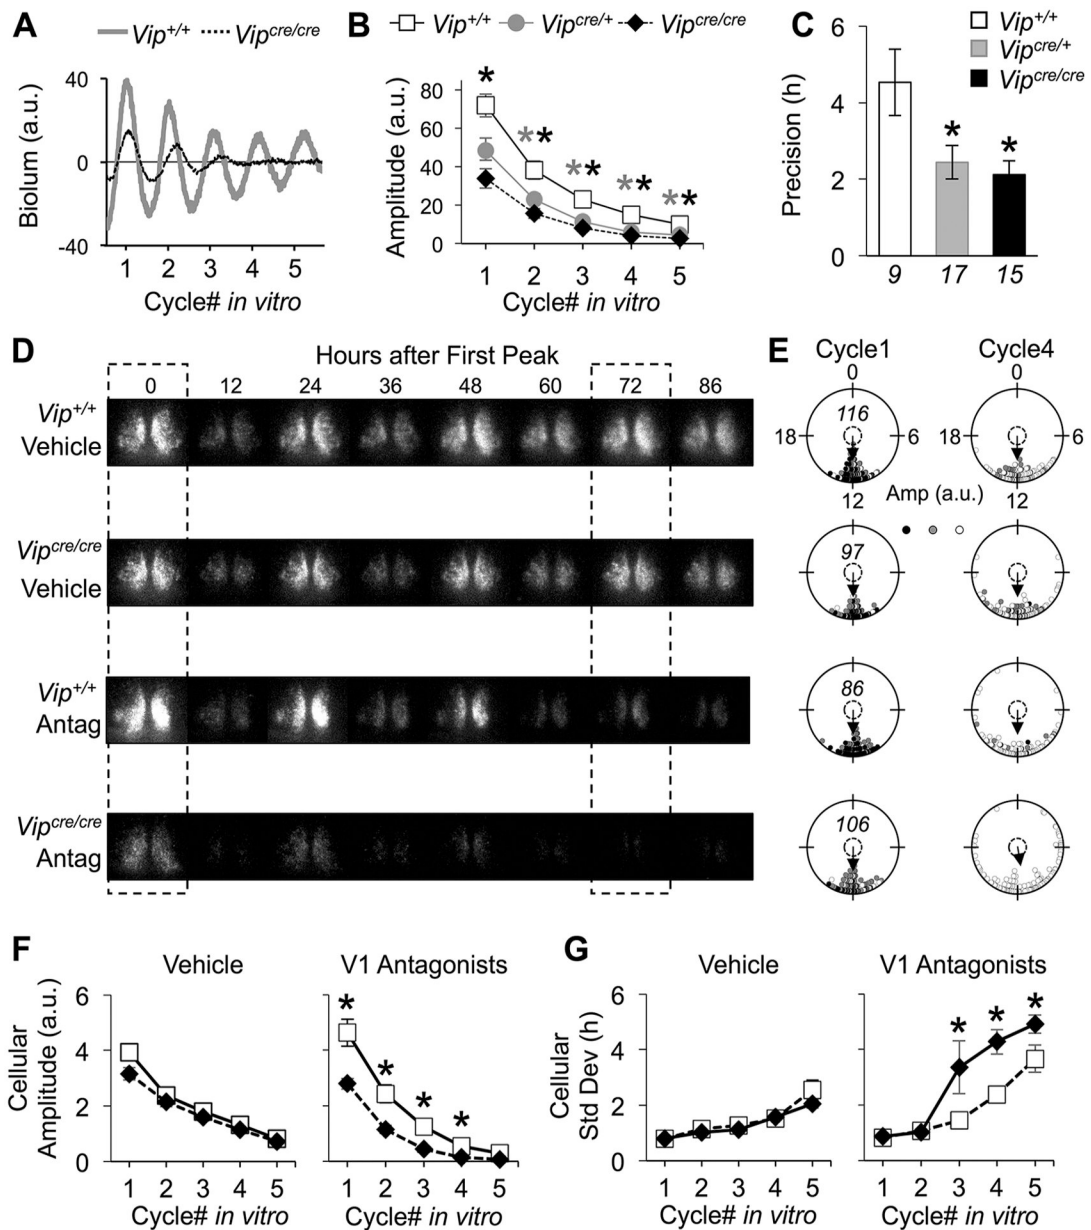 A
Vip+/+ Vipcre/cre
Biolum (a.u.)
40
0
-40
1 2 3 4 5
Cycle# in vitro
B
Vip+/+ Vipcre/+ Vipcre/cre
Amplitude (a.u.)
80
60
40
20
0
* ** ** ** **
1 2 3 4 5
Cycle# in vitro
C
Vip+/+
Vipcre/+
Vipcre/cre
Precision (h)
6
4
2
0
* *
9 17 15
D
Hours after First Peak
0 12 24 36 48 60 72 86
Vip+/+
Vehicle
Vipcre/cre
Vehicle
Vip+/+
Antag
Vipcre/cre
Antag
E
Cycle1 Cycle4
0 0
116
18 6 18 6
Amp (a.u.)
12 12
97
86
106
F
Vehicle V1 Antagonists
Cellular
Amplitude (a.u.)
6
4
2
0
* * * *
1 2 3 4 5 1 2 3 4 5
Cycle# in vitro Cycle# in vitro
G
Vehicle V1 Antagonists
Cellular
Std Dev (h)
6
4
2
0
* * *
1 2 3 4 5 1 2 3 4 5
Cycle# in vitro Cycle# in vitro